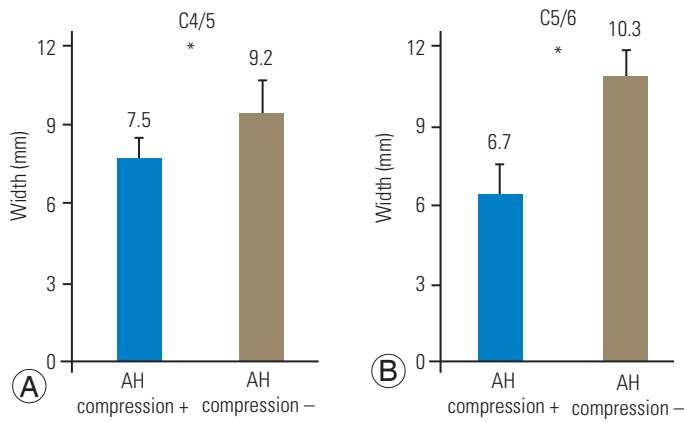 C4/5
*
12
9
6
3
0
Width (mm)
7.5
9.2
AH
compression +
AH
compression –
A
C5/6
*
12
9
6
3
0
Width (mm)
6.7
10.3
AH
compression +
AH
compression –
B